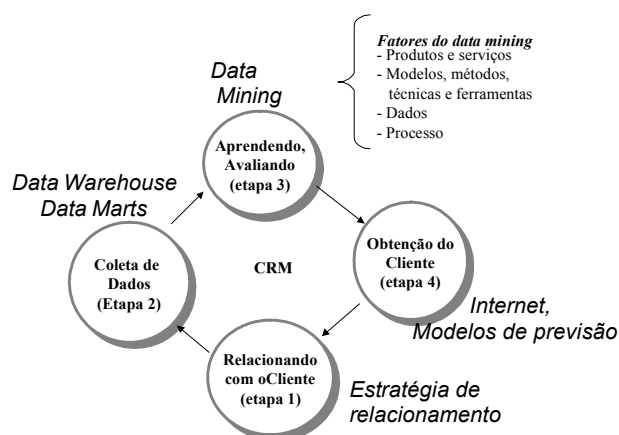 Fatores do data mining
- Produtos e serviços
- Modelos, métodos,
técnicas e ferramentas
- Dados
- Processo
Data
Mining
Aprendendo,
Avaliando
(etapa 3)
Data Warehouse
Data Marts
Coleta de
Dados
(Etapa 2)
CRM
Obtenção do
Cliente
(etapa 4)
Internet,
Modelos de previsão
Relacionando
com oCliente
(etapa 1)
Estratégia de
relacionamento